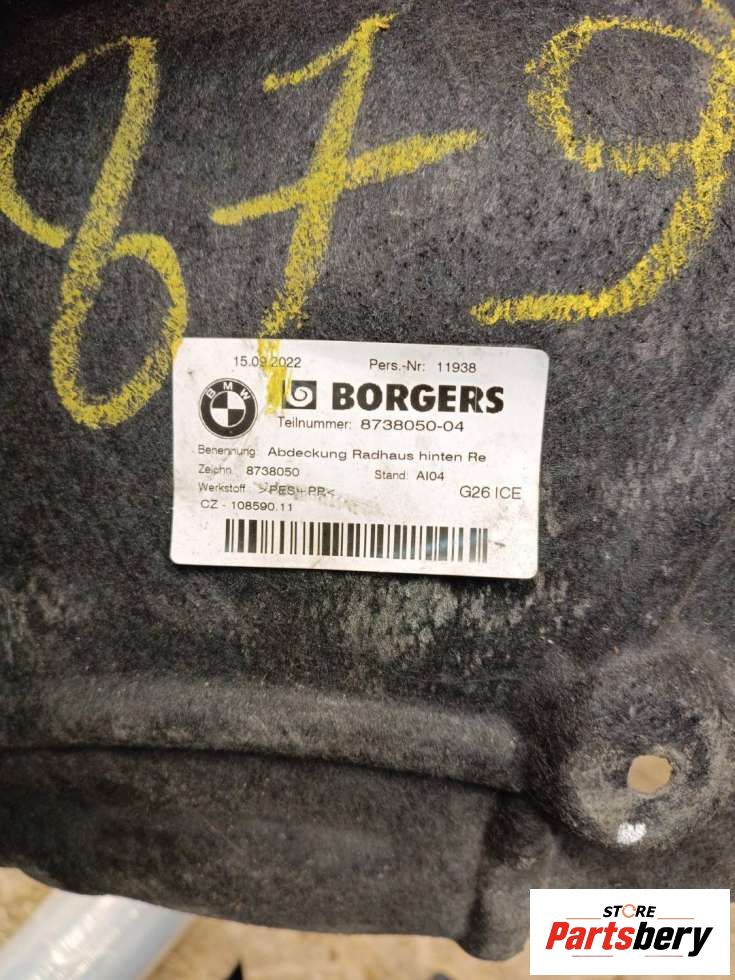 879
15.09.2022 Pers.-Nr: 11938
BMW BORGERS
Teilnummer: 8738050-04
Benennung: Abdeckung Radhaus hinten Re
Zeichn. 8738050 Stand: AI04
Werkstoff >PES+PP< G26 ICE
CZ - 108590.11
STORE
Partsbery